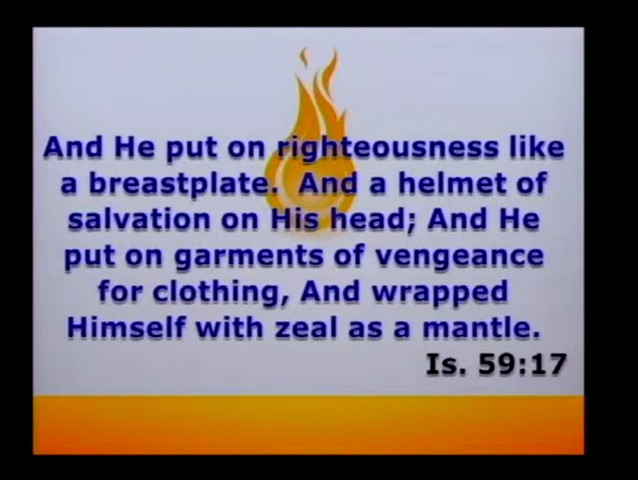 And He put on righteousness like
a breastplate. And a helmet of
salvation on His head; And He
put on garments of vengeance
for clothing, And wrapped
Himself with zeal as a mantle.
Is. 59:17